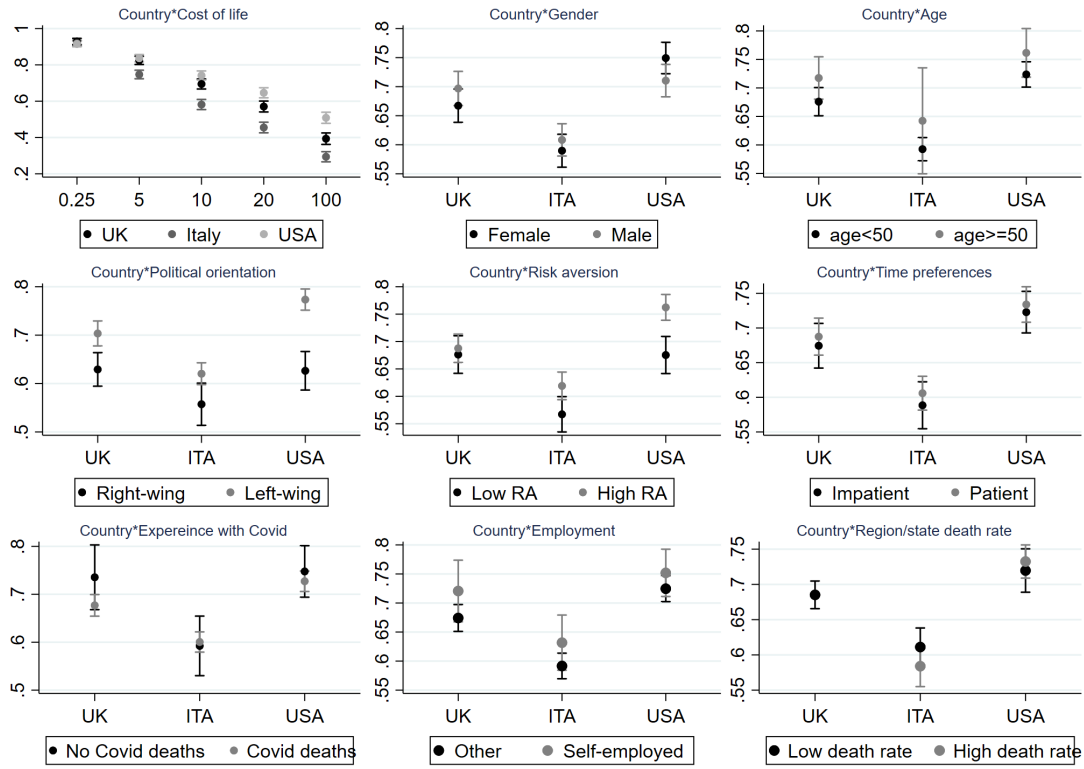 Country*Cost of life
1
.8
.6
.4
.2
0.25 5 10 20 100
UK Italy USA
Country*Gender
.8
.75
.7
.65
.6
.55
UK ITA USA
Female Male
Country*Age
.8
.75
.7
.65
.6
.55
UK ITA USA
age<50 age>=50
Country*Political orientation
.8
.7
.6
.5
UK ITA USA
Right-wing Left-wing
Country*Risk aversion
.8
.75
.7
.65
.6
.55
UK ITA USA
Low RA High RA
Country*Time preferences
.75
.7
.65
.6
.55
UK ITA USA
Impatient Patient
Country*Expereince with Covid
.8
.7
.6
.5
UK ITA USA
No Covid deaths Covid deaths
Country*Employment
.8
.75
.7
.65
.6
.55
UK ITA USA
Other Self-employed
Country*Region/state death rate
.75
.7
.65
.6
.55
UK ITA USA
Low death rate High death rate